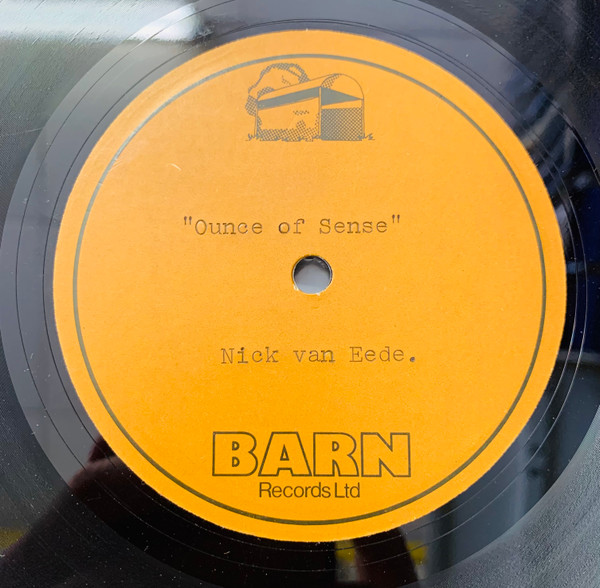 "Ounce of Sense"
Nick van Eede.
BARN
Records Ltd